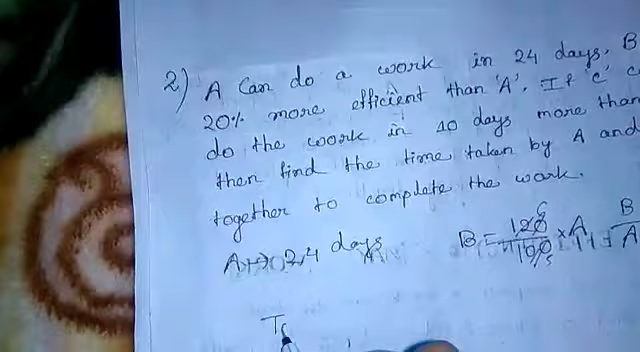 2) A Can do a work in 24 days, B
20% more efficient than 'A', If 'C' c
do the work in 10 days more than
then find the time taken by A and
together to complete the work.
A→ 24 days B = 120/100 × A B/A
T